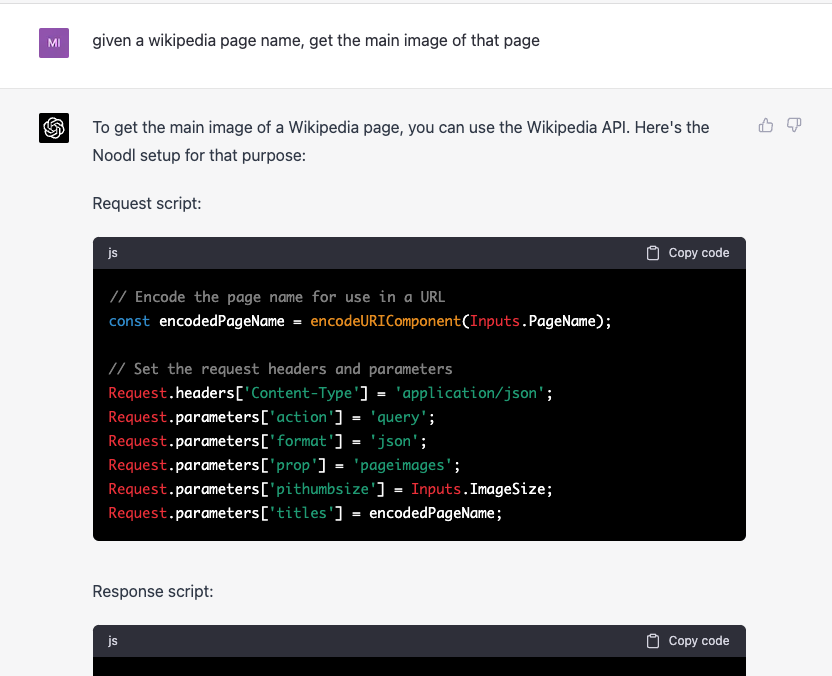 MI
given a wikipedia page name, get the main image of that page
To get the main image of a Wikipedia page, you can use the Wikipedia API. Here's the
Noodl setup for that purpose:
Request script:
js
Copy code
// Encode the page name for use in a URL
const encodedPageName = encodeURIComponent(Inputs.PageName);
// Set the request headers and parameters
Request.headers['Content-Type'] = 'application/json';
Request.parameters['action'] = 'query';
Request.parameters['format'] = 'json';
Request.parameters['prop'] = 'pageimages';
Request.parameters['pithumbsize'] = Inputs.ImageSize;
Request.parameters['titles'] = encodedPageName;
Response script:
js
Copy code